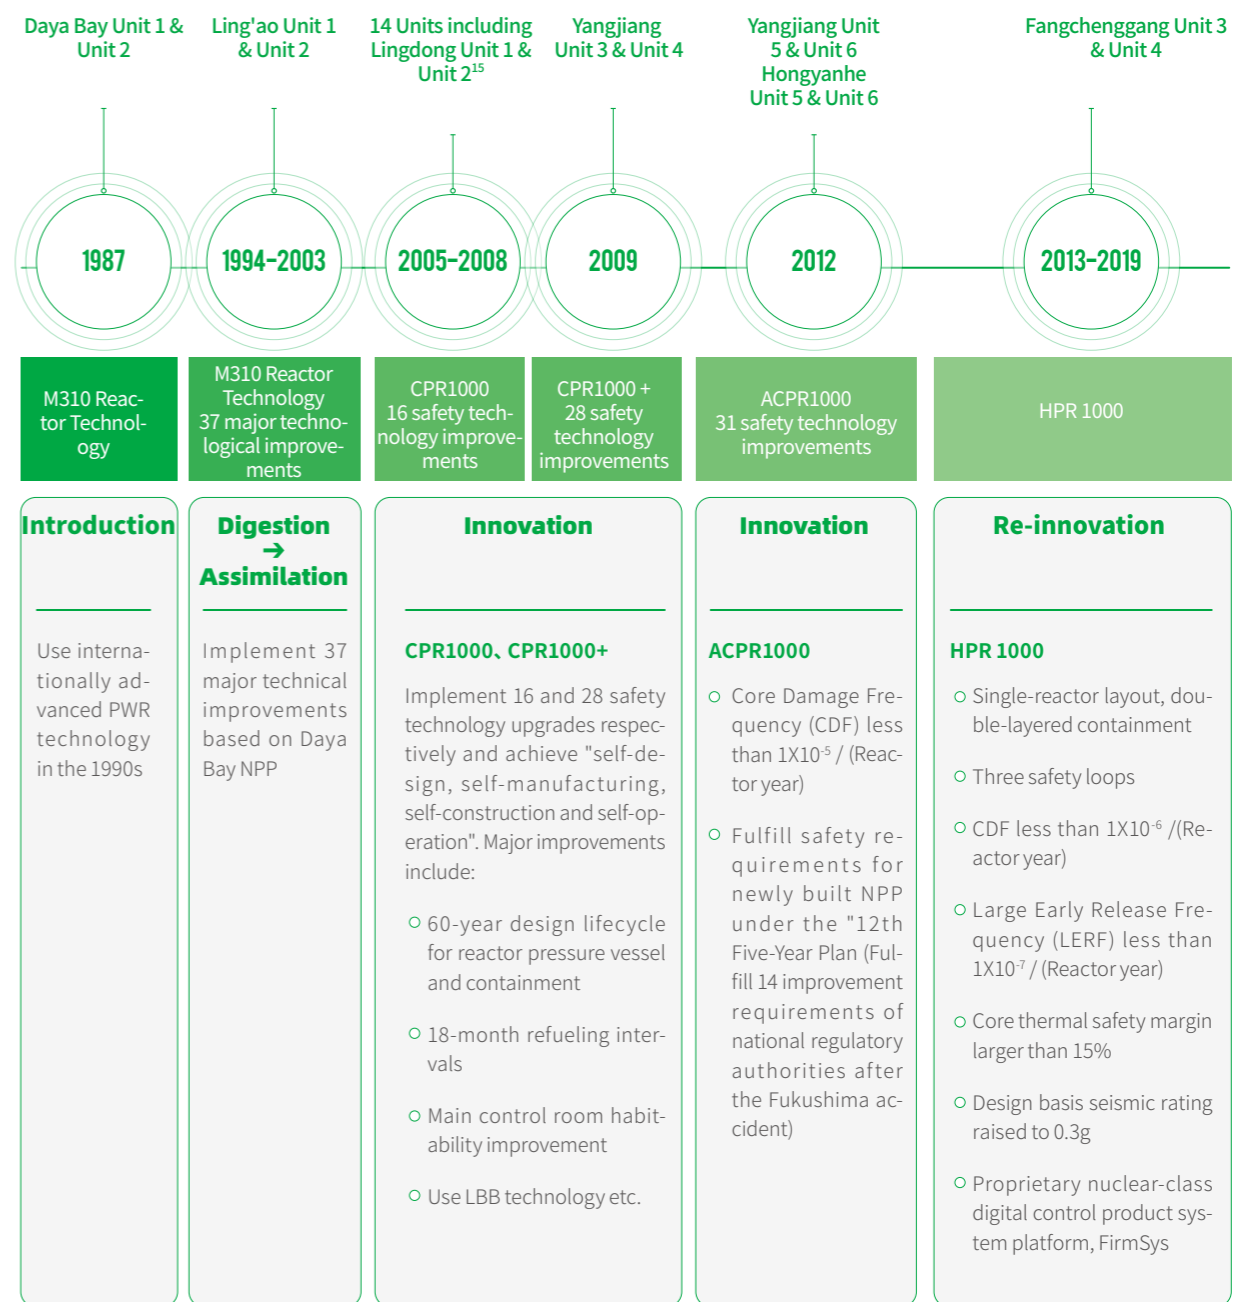 Daya Bay Unit 1 &
Unit 2
Ling'ao Unit 1
& Unit 2
14 Units including
Lingdong Unit 1 &
Unit 2¹⁵
Yangjiang
Unit 3 & Unit 4
Yangjiang Unit
5 & Unit 6
Hongyanhe
Unit 5 & Unit 6
Fangchenggang Unit 3
& Unit 4
1987
1994-2003
2005-2008
2009
2012
2013-2019
M310 Reac-
tor Technol-
ogy
M310 Reactor
Technology
37 major techno-
logical improve-
ments
CPR1000
16 safety tech-
nology improve-
ments
CPR1000 +
28 safety
technology
improvements
ACPR1000
31 safety technology
improvements
HPR 1000
Introduction
Use interna-
tionally ad-
vanced PWR
technology
in the 1990s
Digestion
→
Assimilation
Implement 37
major technical
improvements
based on Daya
Bay NPP
Innovation
CPR1000、CPR1000+
Implement 16 and 28 safety
technology upgrades respec-
tively and achieve "self-de-
sign, self-manufacturing,
self-construction and self-op-
eration". Major improvements
include:
60-year design lifecycle
for reactor pressure vessel
and containment
18-month refueling inter-
vals
Main control room habit-
ability improvement
Use LBB technology etc.
Innovation
ACPR1000
Core Damage Fre-
quency (CDF) less
than 1X10⁻⁵ / (Reac-
tor year)
Fulfill safety re-
quirements for
newly built NPP
under the "12th
Five-Year Plan (Ful-
fill 14 improvement
requirements of
national regulatory
authorities after
the Fukushima ac-
cident)
Re-innovation
HPR 1000
Single-reactor layout, dou-
ble-layered containment
Three safety loops
CDF less than 1X10⁻⁶ /(Re-
actor year)
Large Early Release Fre-
quency (LERF) less than
1X10⁻⁷ / (Reactor year)
Core thermal safety margin
larger than 15%
Design basis seismic rating
raised to 0.3g
Proprietary nuclear-class
digital control product sys-
tem platform, FirmSys